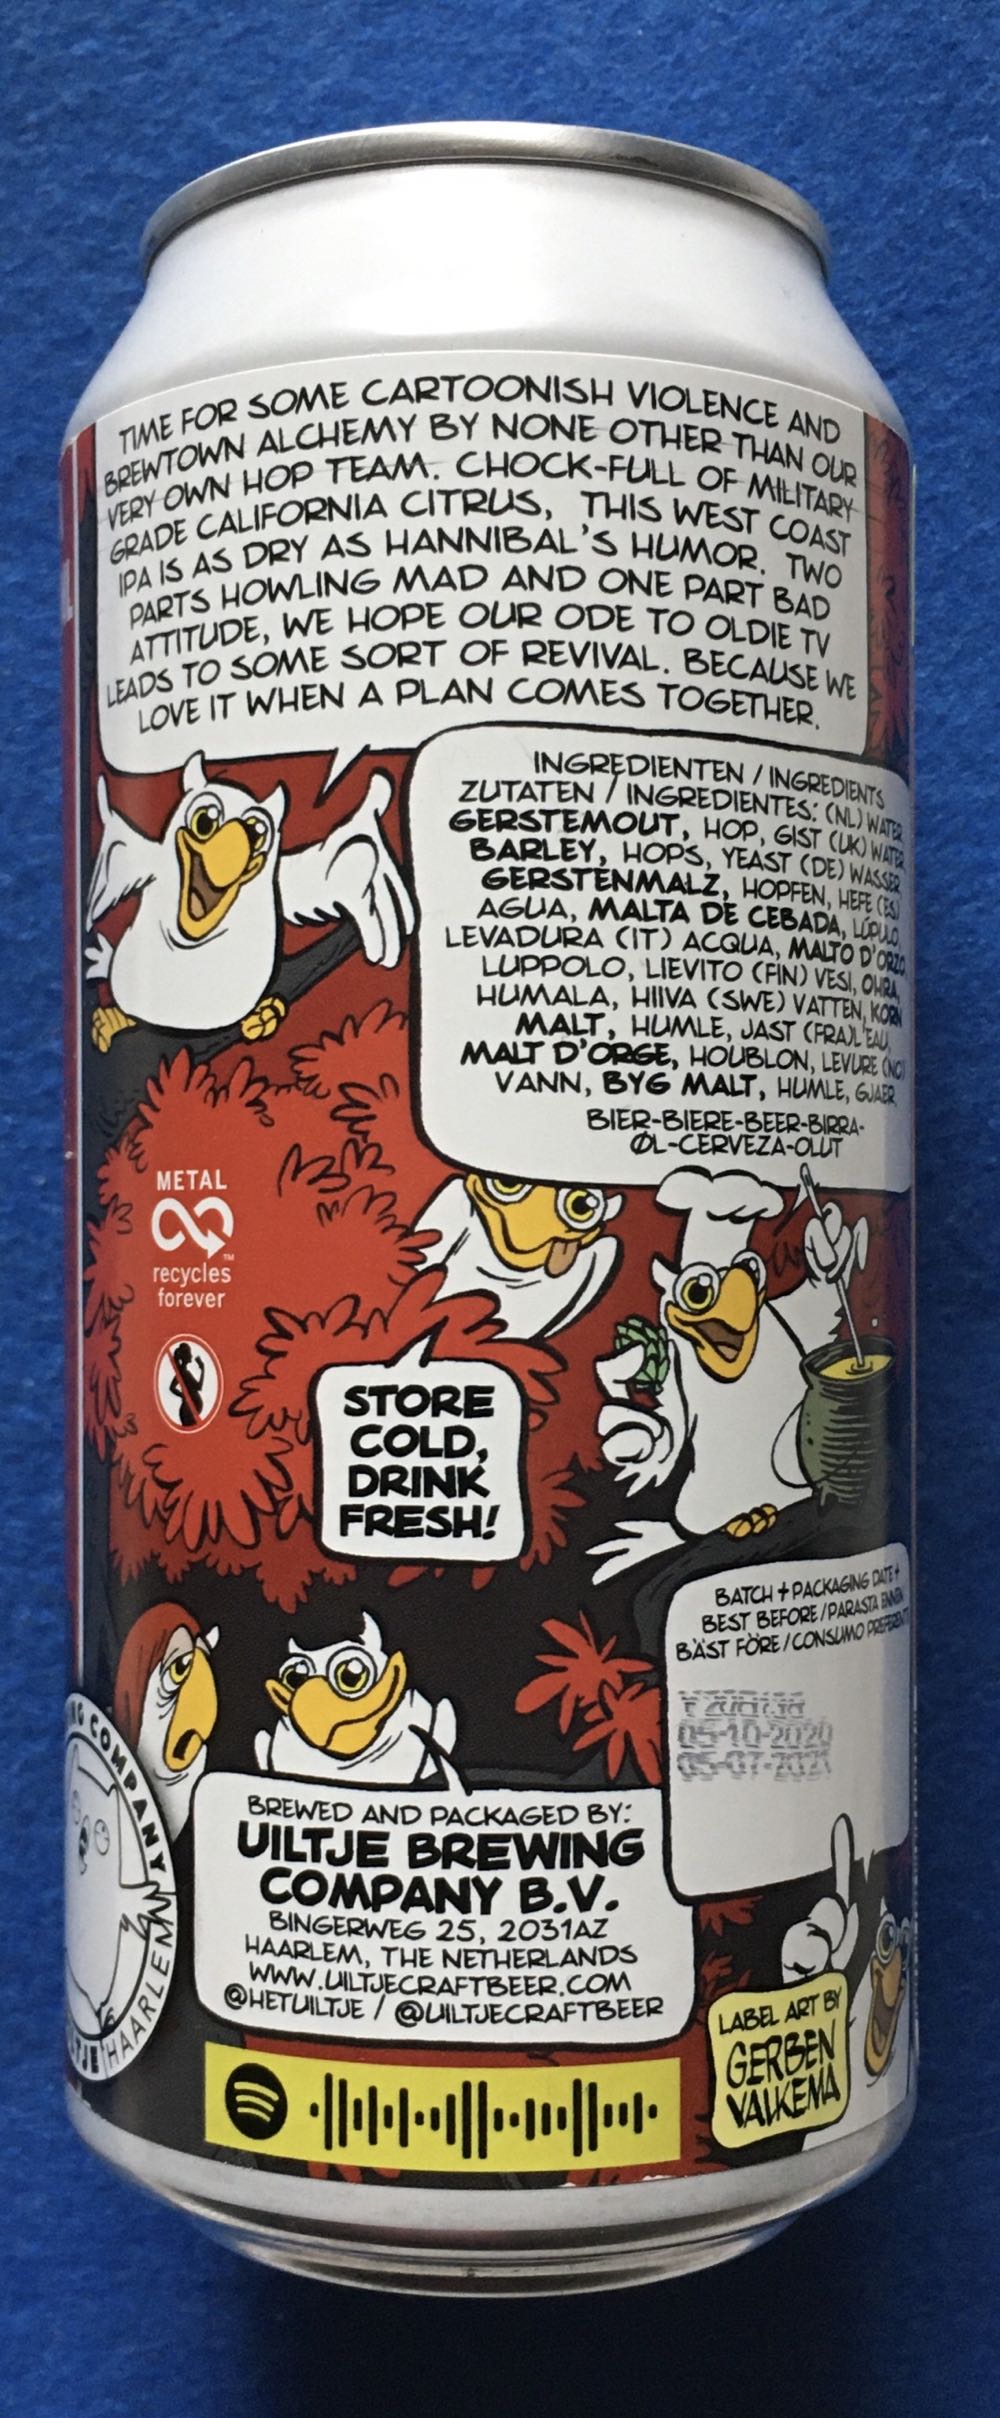 TIME FOR SOME CARTOONISH VIOLENCE AND
BREWTOWN ALCHEMY BY NONE OTHER THAN OUR
VERY OWN HOP TEAM. CHOCK-FULL OF MILITARY
GRADE CALIFORNIA CITRUS, THIS WEST COAST
IPA IS AS DRY AS HANNIBAL'S HUMOR. TWO
PARTS HOWLING MAD AND ONE PART BAD
ATTITUDE, WE HOPE OUR ODE TO OLDIE TV
LEADS TO SOME SORT OF REVIVAL. BECAUSE WE
LOVE IT WHEN A PLAN COMES TOGETHER.
INGREDIENTEN / INGREDIENTS
ZUTATEN / INGREDIENTES: (NL) WATER
GERSTEMOUT, HOP, GIST (UK) WATER
BARLEY, HOPS, YEAST (DE) WASSER
GERSTENMALZ, HOPFEN, HEFE (ES)
AGUA, MALTA DE CEBADA, LÚPULO,
LEVADURA (IT) ACQUA, MALTO D'ORZO,
LUPPOLO, LIEVITO (FIN) VESI, OHRA,
HUMALA, HIIVA (SWE) VATTEN, KORN
MALT, HUMLE, JAST (FRA) L'EAU,
MALT D'ORGE, HOUBLON, LEVURE (NO)
VANN, BYG MALT, HUMLE, GJAER
BIER-BIERE-BEER-BIRRA-
ØL-CERVEZA-OLUT
METAL
™
recycles
forever
STORE
COLD,
DRINK
FRESH!
BATCH + PACKAGING DATE +
BEST BEFORE / PARASTA ENNEN
BÄST FÖRE / CONSUMO
05-10-2020
05-07-2021
COMPANY
HAARLEM
BREWED AND PACKAGED BY:
UILTJE BREWING
COMPANY B.V.
BINGERWEG 25, 2031AZ
HAARLEM, THE NETHERLANDS
WWW.UILTJECRAFTBEER.COM
@HETUILTJE / @UILTJECRAFTBEER
LABEL ART BY
GERBEN
VALKEMA